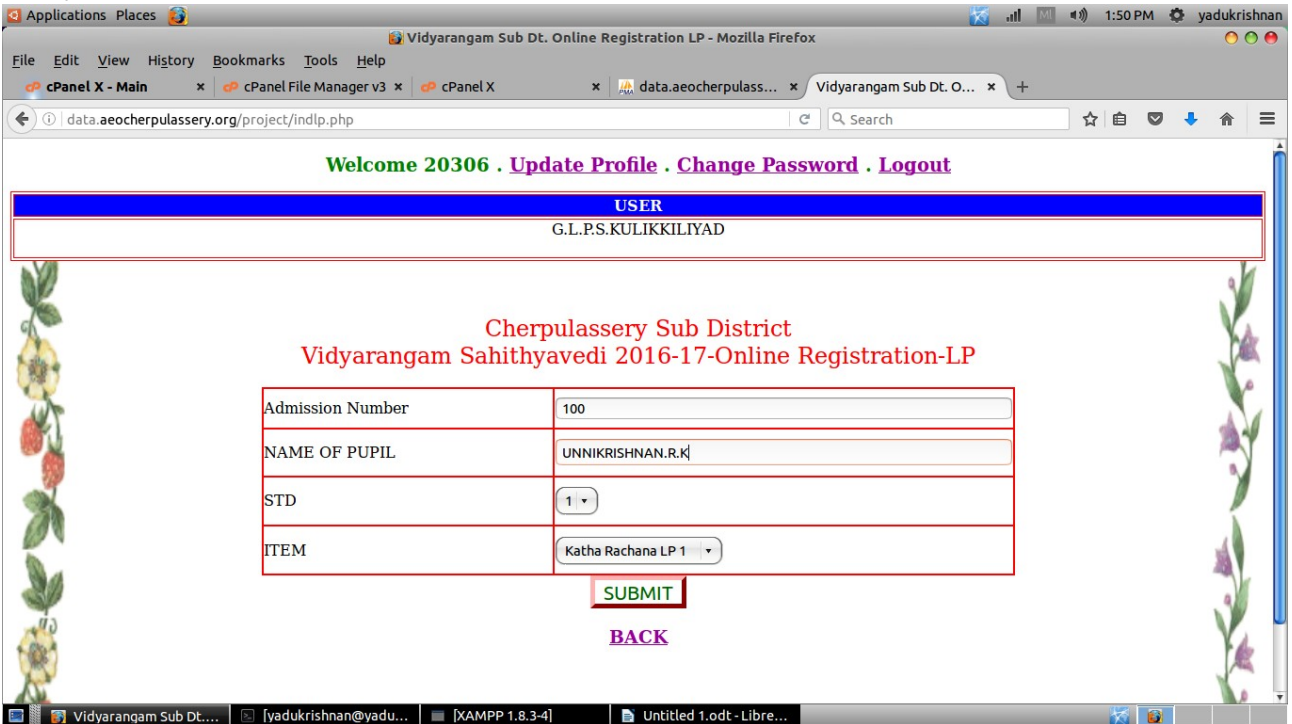 Applications Places 1:50 PM yadukrishnan
Vidyarangam Sub Dt. Online Registration LP - Mozilla Firefox
File Edit View History Bookmarks Tools Help
cPanel X - Main × cPanel File Manager v3 × cPanel X × data.aeocherpulass... × Vidyarangam Sub Dt. O... × +
data.aeocherpulassery.org/project/indlp.php Search
Welcome 20306 . Update Profile . Change Password . Logout
USER
G.L.P.S.KULIKKILIYAD
Cherpulassery Sub District
Vidyarangam Sahithyavedi 2016-17-Online Registration-LP
Admission Number 100
NAME OF PUPIL UNNIKRISHNAN.R.K
STD 1
ITEM Katha Rachana LP 1
SUBMIT
BACK
Vidyarangam Sub Dt.... [yadukrishnan@yadu... [XAMPP 1.8.3-4] Untitled 1.odt - Libre...